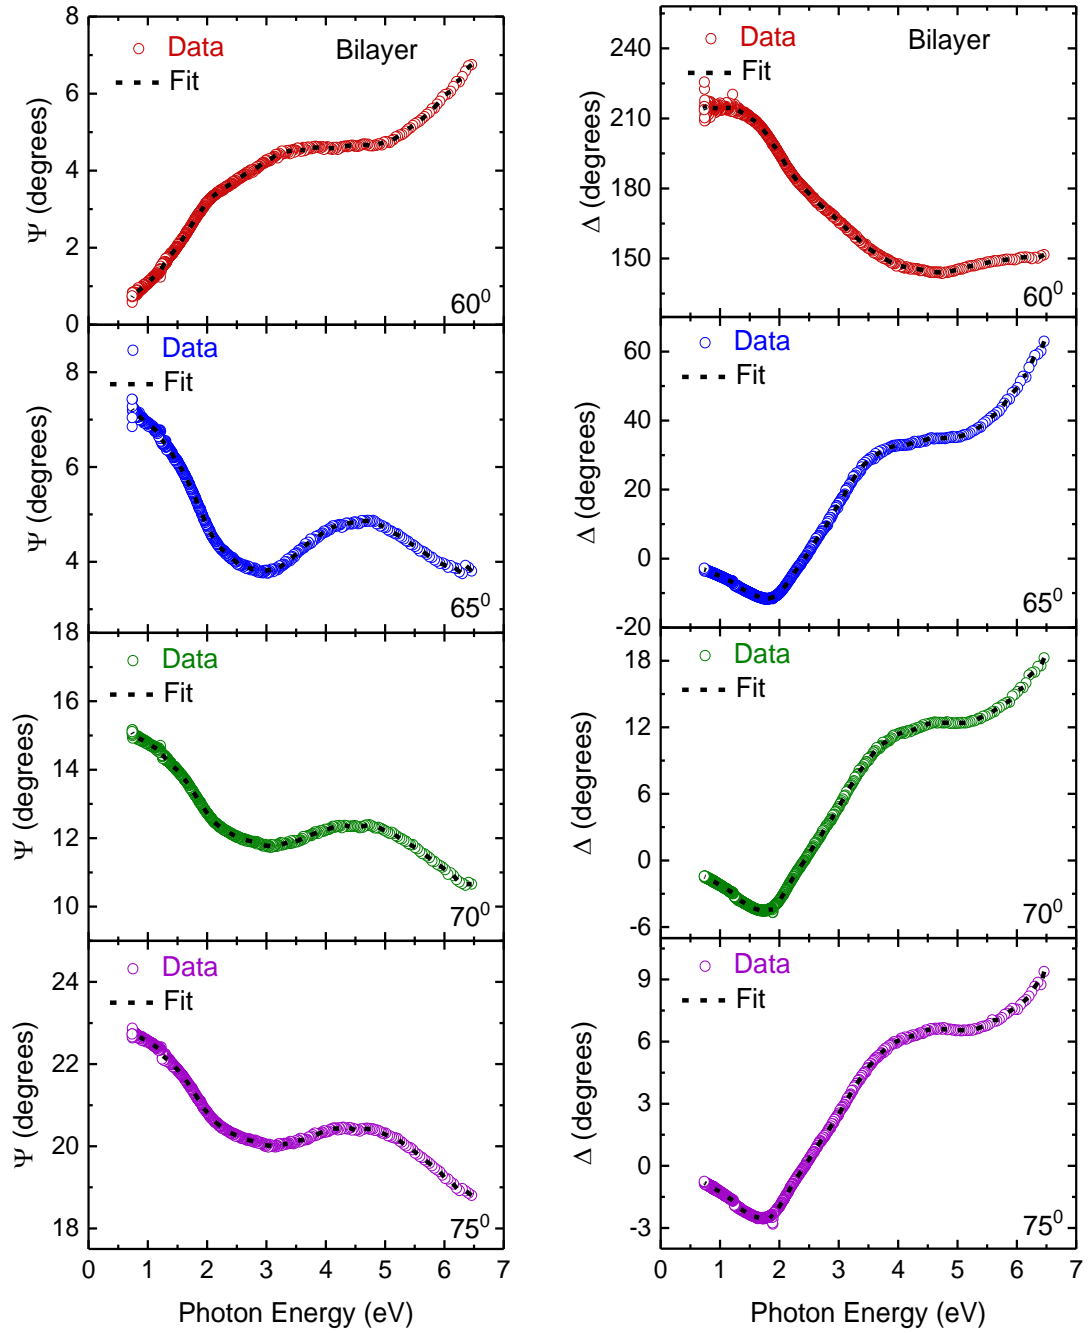 Data
Fit
Bilayer
8
6
4
2
0
Ψ (degrees)
60⁰
Data
Fit
8
6
4
Ψ (degrees)
65⁰
Data
Fit
18
16
14
12
10
Ψ (degrees)
70⁰
Data
Fit
24
22
20
18
Ψ (degrees)
75⁰
0 1 2 3 4 5 6 7
Photon Energy (eV)
Data
Fit
Bilayer
240
210
180
150
Δ (degrees)
60⁰
Data
Fit
60
40
20
0
-20
Δ (degrees)
65⁰
Data
Fit
18
12
6
0
-6
Δ (degrees)
70⁰
Data
Fit
9
6
3
0
-3
Δ (degrees)
75⁰
0 1 2 3 4 5 6 7
Photon Energy (eV)